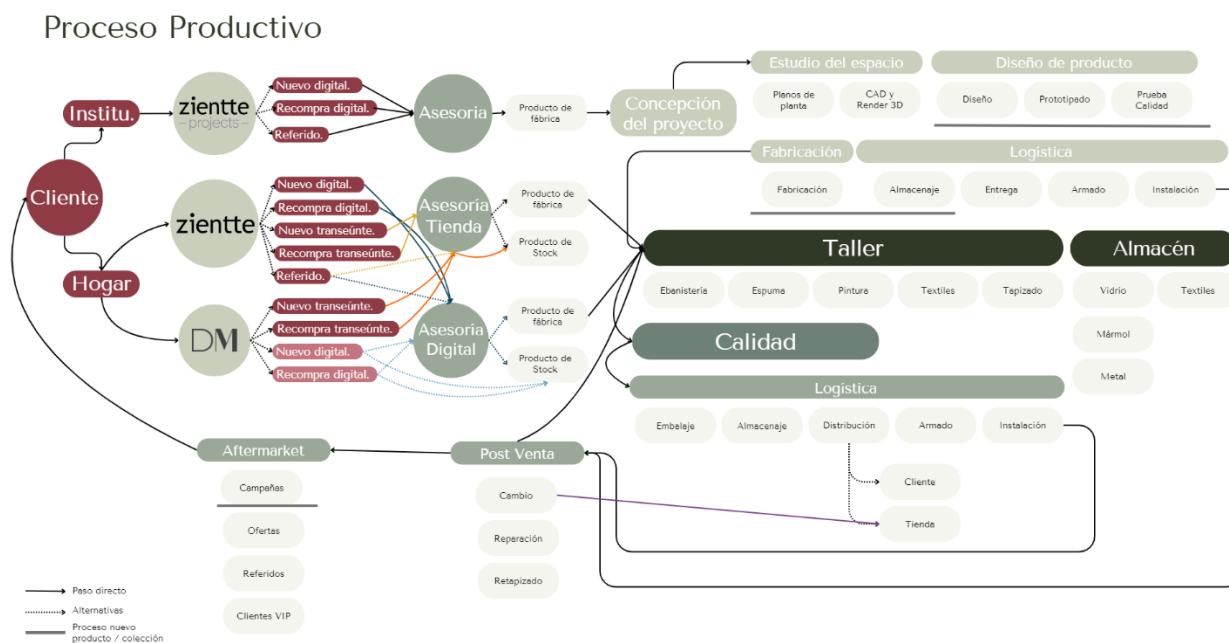 Proceso Productivo
Cliente
Institu.
Hogar
zientte
projects
Nuevo digital.
Recompra digital.
Referido.
Asesoría
Producto de
fábrica
Concepción
del proyecto
Estudio del espacio
Planos de
planta
CAD y
Render 3D
Diseño de producto
Diseño
Prototipado
Prueba
Calidad
Fabricación
Fabricación
Logística
Almacenaje
Entrega
Armado
Instalación
zientte
Nuevo digital.
Recompra digital.
Nuevo transeúnte.
Recompra transeúnte.
Referido.
Asesoría
Tienda
Producto de
fábrica
Producto de
Stock
DM
Nuevo transeúnte.
Recompra transeúnte.
Nuevo digital.
Recompra digital.
Asesoría
Digital
Producto de
fábrica
Producto de
Stock
Taller
Ebanistería
Espuma
Pintura
Textiles
Tapizado
Almacén
Vidrio
Textiles
Mármol
Metal
Calidad
Logística
Embalaje
Almacenaje
Distribución
Armado
Instalación
Cliente
Tienda
Post Venta
Cambio
Reparación
Retapizado
Aftermarket
Campañas
Ofertas
Referidos
Clientes VIP
Paso directo
Alternativas
Proceso nuevo
producto / colección